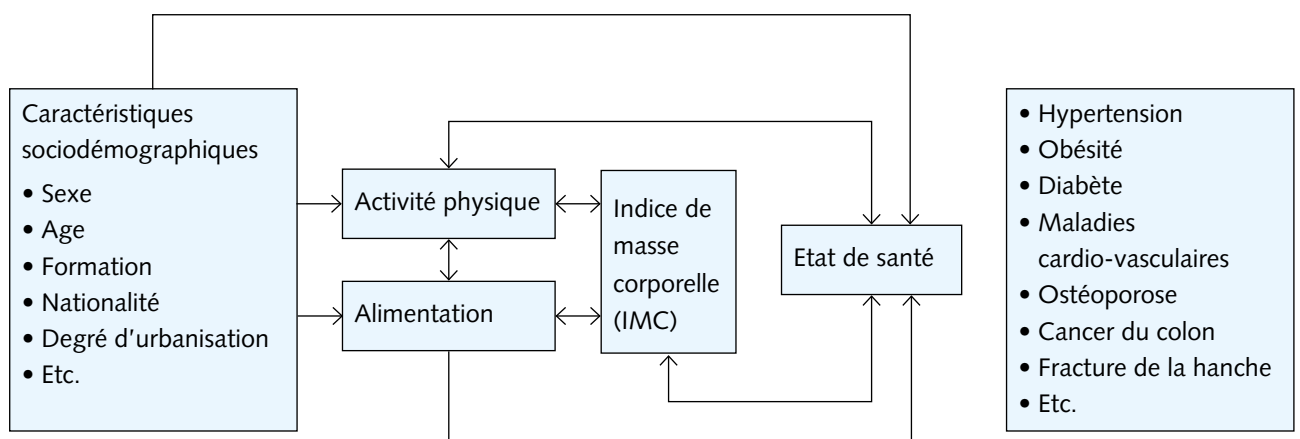 Caractéristiques
sociodémographiques
• Sexe
• Age
• Formation
• Nationalité
• Degré d'urbanisation
• Etc.
Activité physique
Alimentation
Indice de
masse
corporelle
(IMC)
Etat de santé
• Hypertension
• Obésité
• Diabète
• Maladies
cardio-vasculaires
• Ostéoporose
• Cancer du colon
• Fracture de la hanche
• Etc.